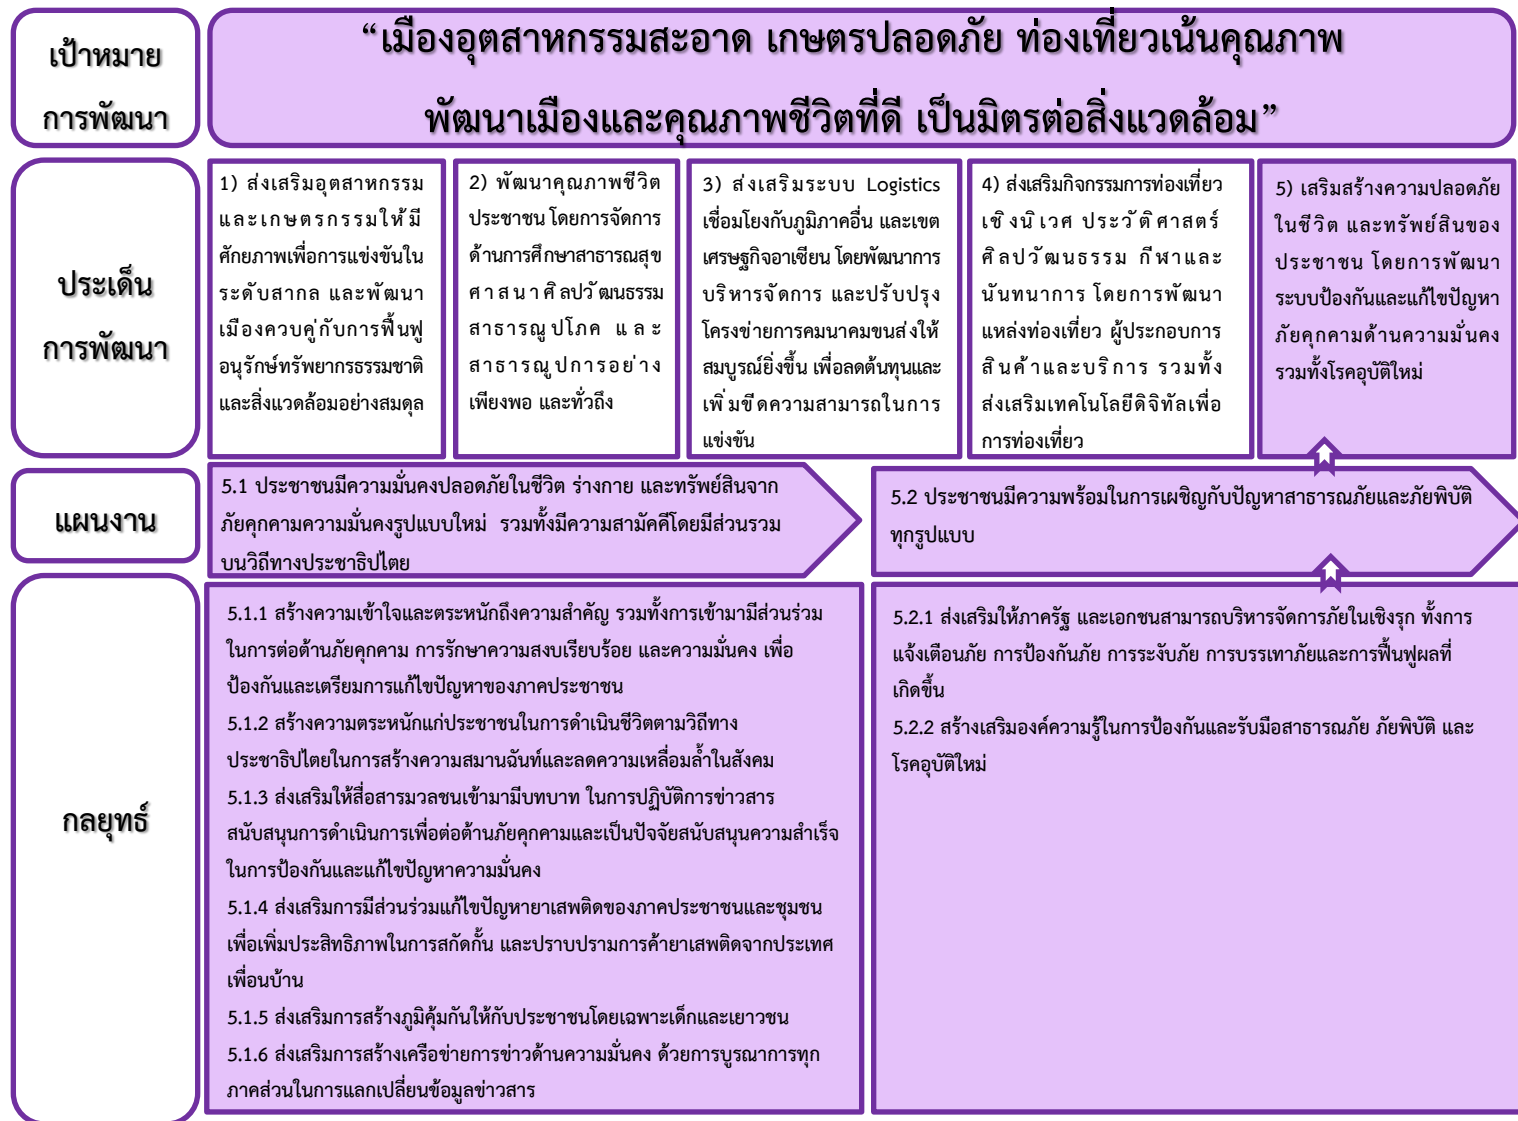 เป้าหมาย
การพัฒนา
“เมืองอุตสาหกรรมสะอาด เกษตรปลอดภัย ท่องเที่ยวเน้นคุณภาพ
พัฒนาเมืองและคุณภาพชีวิตที่ดี เป็นมิตรต่อสิ่งแวดล้อม”
ประเด็น
การพัฒนา
1) ส่งเสริมอุตสาหกรรม
และเกษตรกรรมให้มี
ศักยภาพเพื่อการแข่งขันใน
ระดับสากล และพัฒนา
เมืองควบคู่กับการฟื้นฟู
อนุรักษ์ทรัพยากรธรรมชาติ
และสิ่งแวดล้อมอย่างสมดุล
2) พัฒนาคุณภาพชีวิต
ประชาชน โดยการจัดการ
ด้านการศึกษาสาธารณสุข
ศาสนาศิลปวัฒนธรรม
สาธารณูปโภค และ
สาธารณูปการอย่าง
เพียงพอ และทั่วถึง
3) ส่งเสริมระบบ Logistics
เชื่อมโยงกับภูมิภาคอื่น และเขต
เศรษฐกิจอาเซียน โดยพัฒนาการ
บริหารจัดการ และปรับปรุง
โครงข่ายการคมนาคมขนส่งให้
สมบูรณ์ยิ่งขึ้น เพื่อลดต้นทุนและ
เพิ่มขีดความสามารถในการ
แข่งขัน
4) ส่งเสริมกิจกรรมการท่องเที่ยว
เชิงนิเวศ ประวัติศาสตร์
ศิลปวัฒนธรรม กีฬาและ
นันทนาการ โดยการพัฒนา
แหล่งท่องเที่ยว ผู้ประกอบการ
สินค้าและบริการ รวมทั้ง
ส่งเสริมเทคโนโลยีดิจิทัลเพื่อ
การท่องเที่ยว
5) เสริมสร้างความปลอดภัย
ในชีวิต และทรัพย์สินของ
ประชาชน โดยการพัฒนา
ระบบป้องกันและแก้ไขปัญหา
ภัยคุกคามด้านความมั่นคง
รวมทั้งโรคอุบัติใหม่
แผนงาน
5.1 ประชาชนมีความมั่นคงปลอดภัยในชีวิต ร่างกาย และทรัพย์สินจาก
ภัยคุกคามความมั่นคงรูปแบบใหม่ รวมทั้งมีความสามัคคีโดยมีส่วนรวม
บนวิถีทางประชาธิปไตย
5.2 ประชาชนมีความพร้อมในการเผชิญกับปัญหาสาธารณภัยและภัยพิบัติ
ทุกรูปแบบ
กลยุทธ์
5.1.1 สร้างความเข้าใจและตระหนักถึงความสำคัญ รวมทั้งการเข้ามามีส่วนร่วม
ในการต่อต้านภัยคุกคาม การรักษาความสงบเรียบร้อย และความมั่นคง เพื่อ
ป้องกันและเตรียมการแก้ไขปัญหาของภาคประชาชน
5.1.2 สร้างความตระหนักแก่ประชาชนในการดำเนินชีวิตตามวิถีทาง
ประชาธิปไตยในการสร้างความสมานฉันท์และลดความเหลื่อมล้ำในสังคม
5.1.3 ส่งเสริมให้สื่อสารมวลชนเข้ามามีบทบาท ในการปฏิบัติการข่าวสาร
สนับสนุนการดำเนินการเพื่อต่อต้านภัยคุกคามและเป็นปัจจัยสนับสนุนความสำเร็จ
ในการป้องกันและแก้ไขปัญหาความมั่นคง
5.1.4 ส่งเสริมการมีส่วนร่วมแก้ไขปัญหายาเสพติดของภาคประชาชนและชุมชน
เพื่อเพิ่มประสิทธิภาพในการสกัดกั้น และปราบปรามการค้ายาเสพติดจากประเทศ
เพื่อนบ้าน
5.1.5 ส่งเสริมการสร้างภูมิคุ้มกันให้กับประชาชนโดยเฉพาะเด็กและเยาวชน
5.1.6 ส่งเสริมการสร้างเครือข่ายการข่าวด้านความมั่นคง ด้วยการบูรณาการทุก
ภาคส่วนในการแลกเปลี่ยนข้อมูลข่าวสาร
5.2.1 ส่งเสริมให้ภาครัฐ และเอกชนสามารถบริหารจัดการภัยในเชิงรุก ทั้งการ
แจ้งเตือนภัย การป้องกันภัย การระงับภัย การบรรเทาภัยและการฟื้นฟูผลที่
เกิดขึ้น
5.2.2 สร้างเสริมองค์ความรู้ในการป้องกันและรับมือสาธารณภัย ภัยพิบัติ และ
โรคอุบัติใหม่